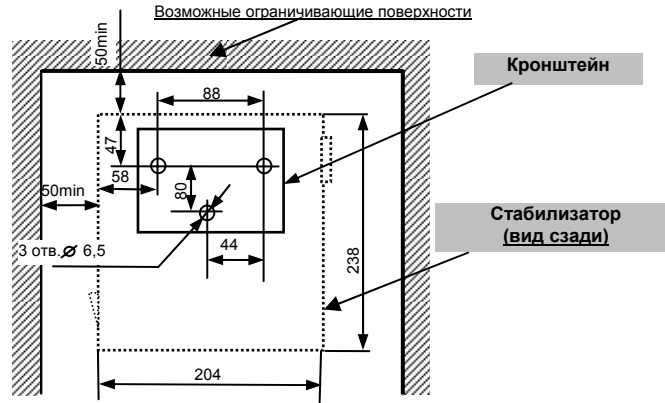 Возможные ограничивающие поверхности
50min
Кронштейн
88
47
58
80
50min
Стабилизатор
(вид сзади)
3 отв.⌀ 6,5
44
238
204